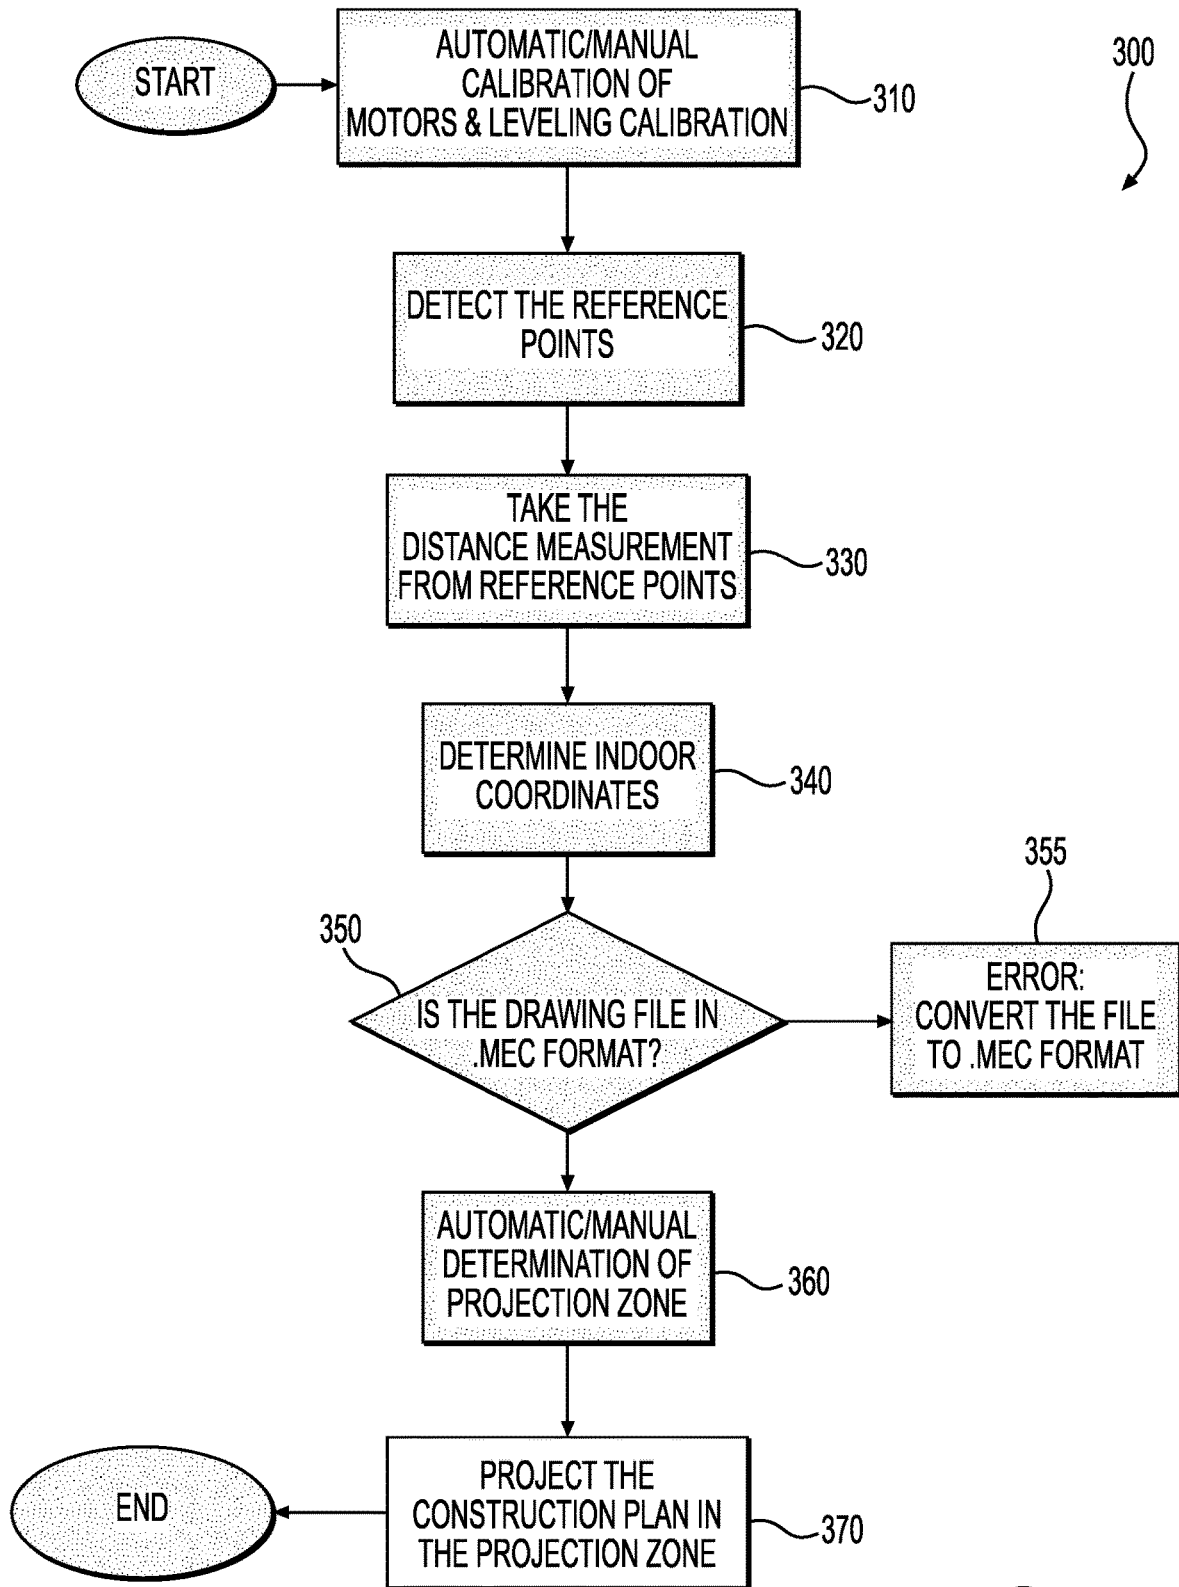 START
AUTOMATIC/MANUAL
CALIBRATION OF
MOTORS & LEVELING CALIBRATION
310
300
DETECT THE REFERENCE
POINTS
320
TAKE THE
DISTANCE MEASUREMENT
FROM REFERENCE POINTS
330
DETERMINE INDOOR
COORDINATES
340
350
IS THE DRAWING FILE IN
.MEC FORMAT?
355
ERROR:
CONVERT THE FILE
TO .MEC FORMAT
AUTOMATIC/MANUAL
DETERMINATION OF
PROJECTION ZONE
360
PROJECT THE
CONSTRUCTION PLAN IN
THE PROJECTION ZONE
370
END